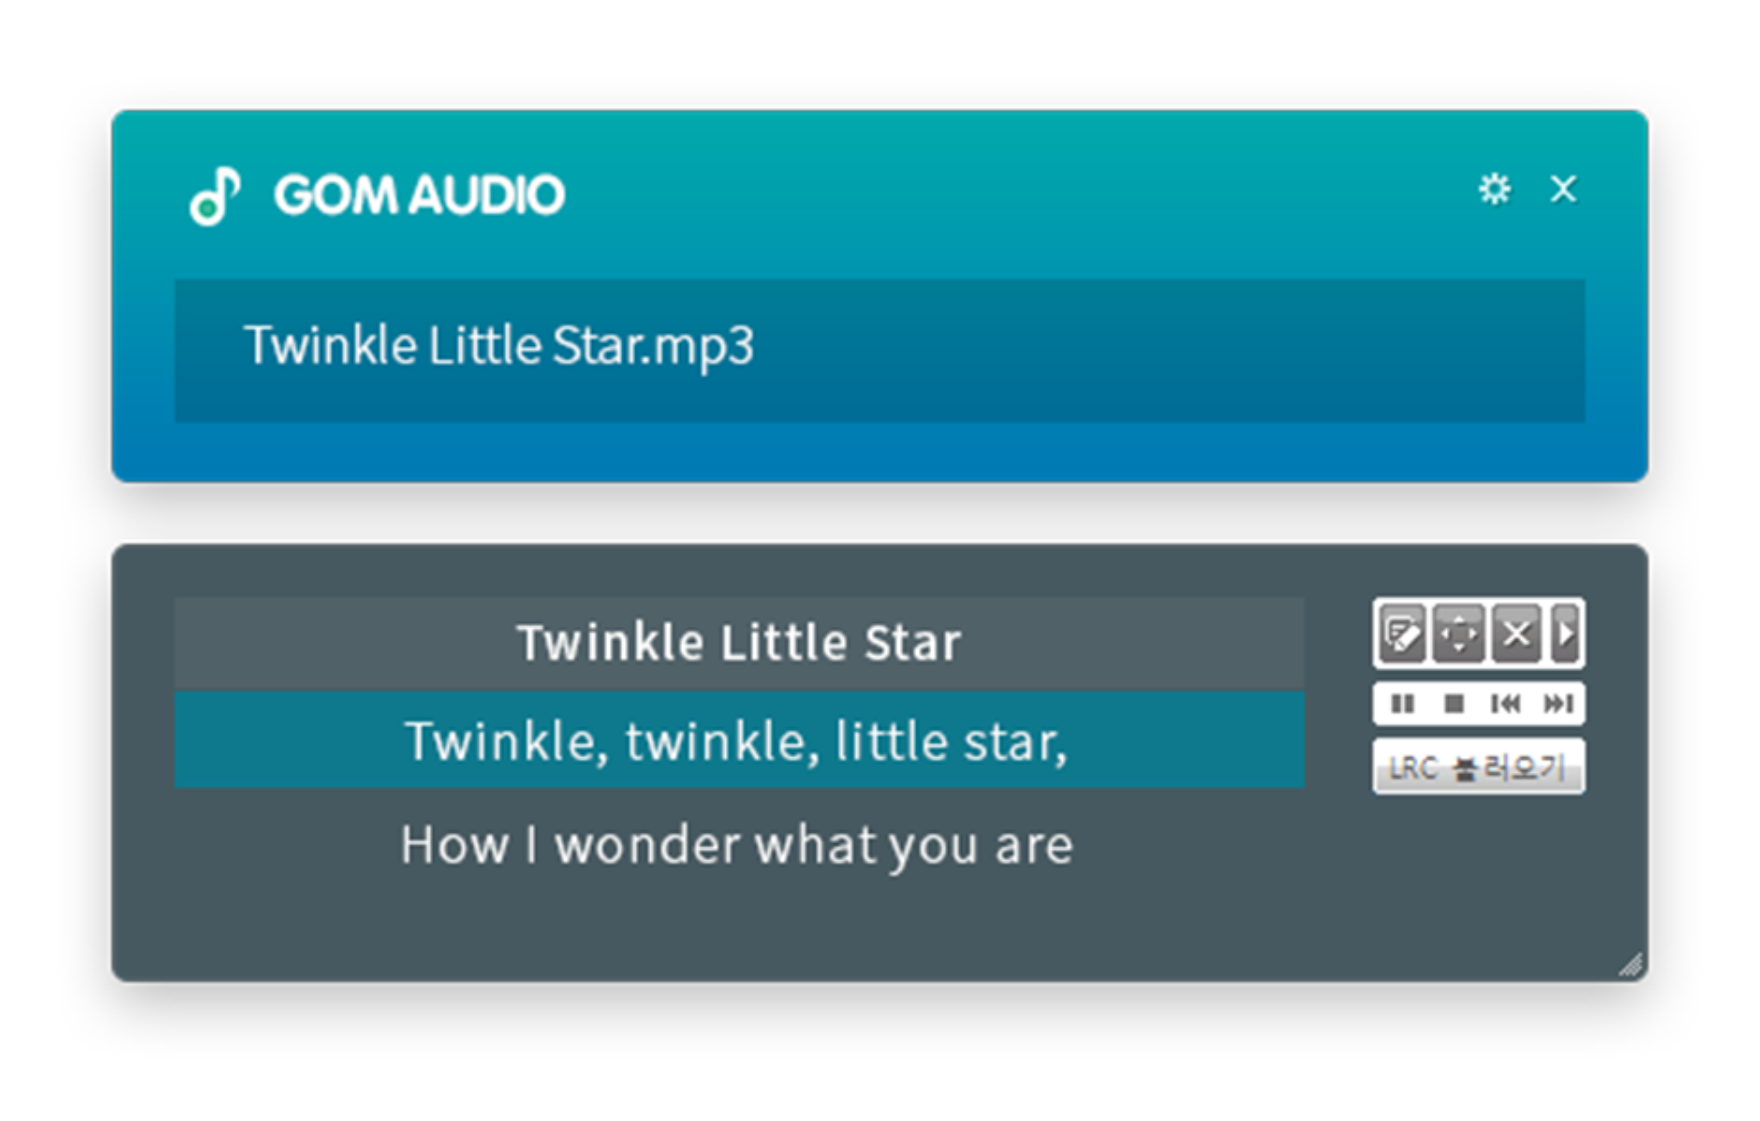 GOM AUDIO
Twinkle Little Star.mp3
Twinkle Little Star
Twinkle, twinkle, little star,
How I wonder what you are
LRC 불러오기